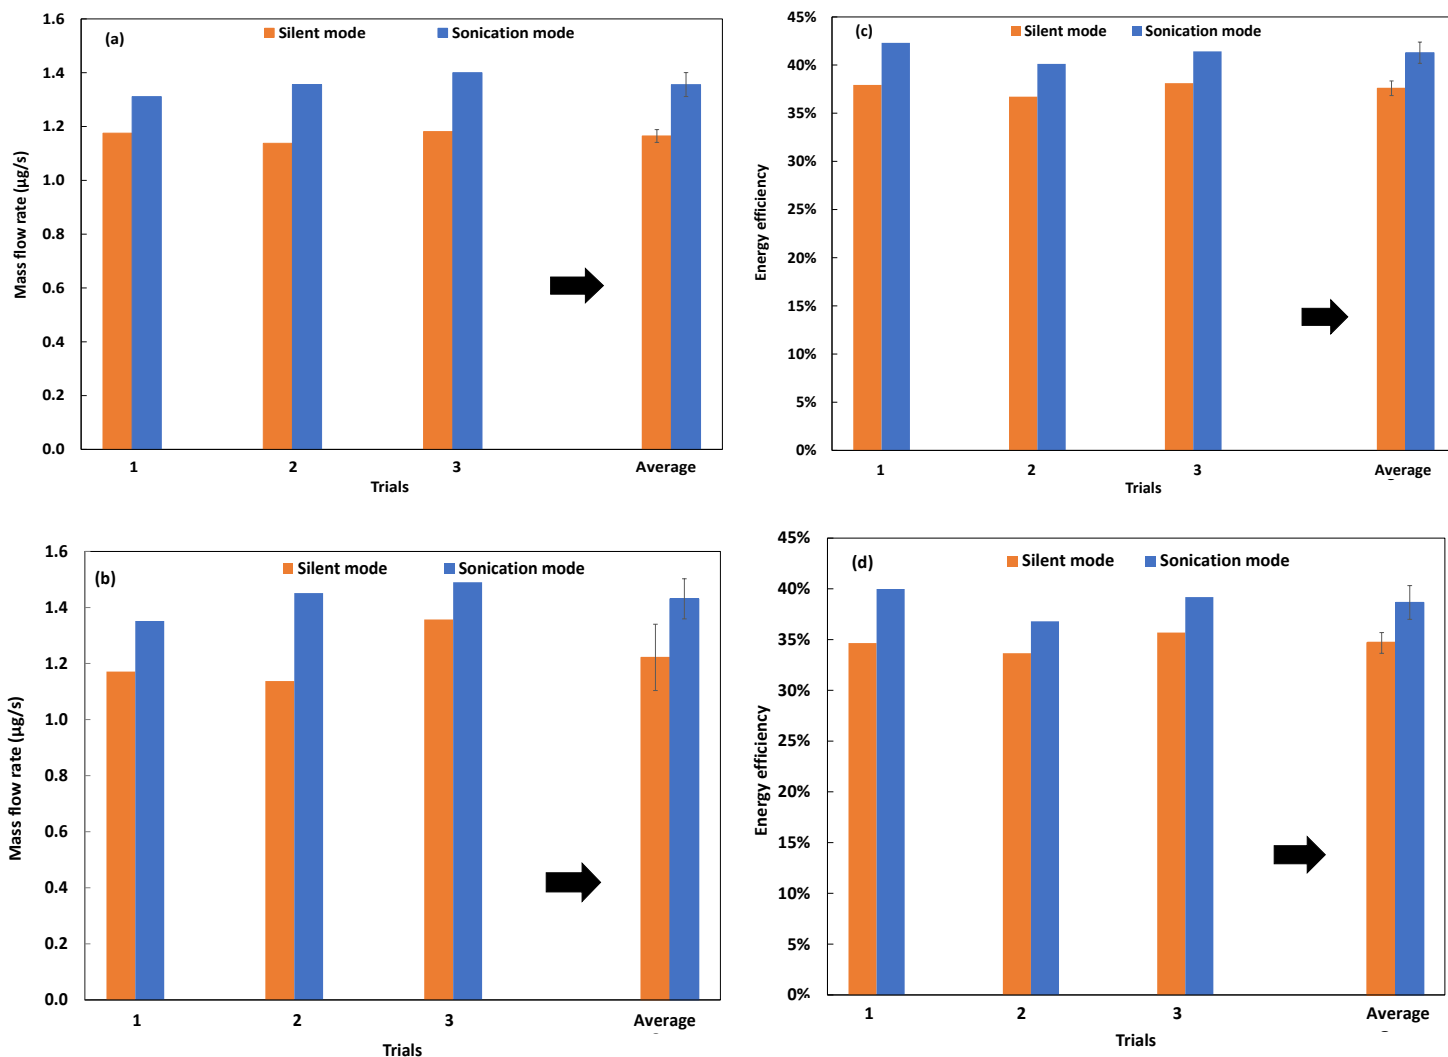 (a)
Silent mode
Sonication mode
Mass flow rate (µg/s)
1.6
1.4
1.2
1.0
0.8
0.6
0.4
0.2
0.0
1
2
3
Average
Trials
(c)
Silent mode
Sonication mode
Energy efficiency
45%
40%
35%
30%
25%
20%
15%
10%
5%
0%
1
2
3
Average
Trials
(b)
Silent mode
Sonication mode
Mass flow rate (µg/s)
1.6
1.4
1.2
1.0
0.8
0.6
0.4
0.2
0.0
1
2
3
Average
Trials
(d)
Silent mode
Sonication mode
Energy efficiency
45%
40%
35%
30%
25%
20%
15%
10%
5%
0%
1
2
3
Average
Trials